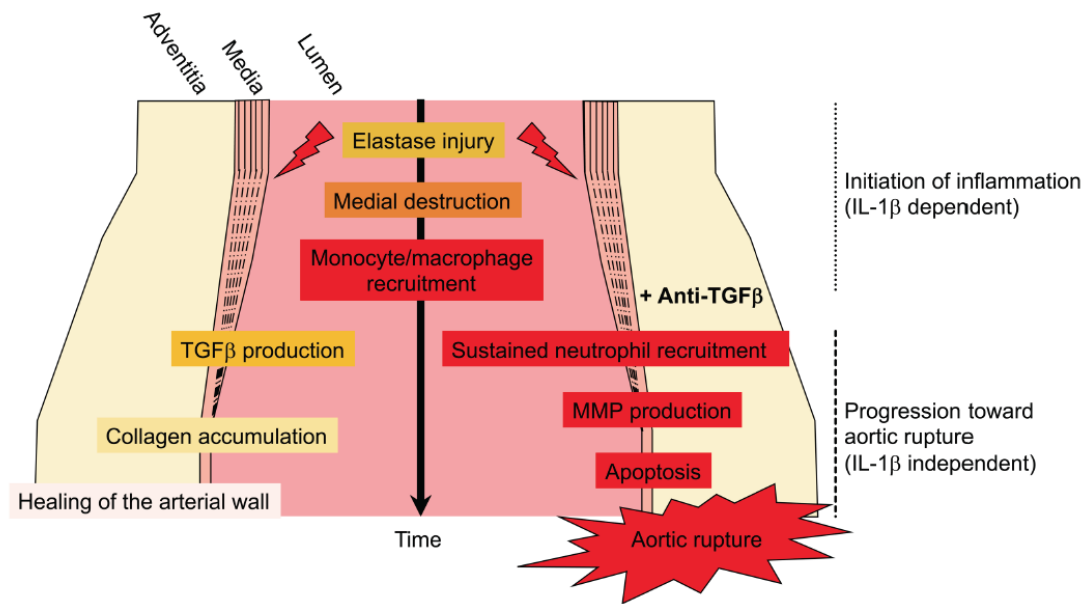 Adventitia
Media
Lumen
Elastase injury
Medial destruction
Monocyte/macrophage
recruitment
Initiation of inflammation
(IL-1β dependent)
+ Anti-TGFβ
TGFβ production
Sustained neutrophil recruitment
MMP production
Collagen accumulation
Progression toward
aortic rupture
(IL-1β independent)
Apoptosis
Healing of the arterial wall
Time
Aortic rupture